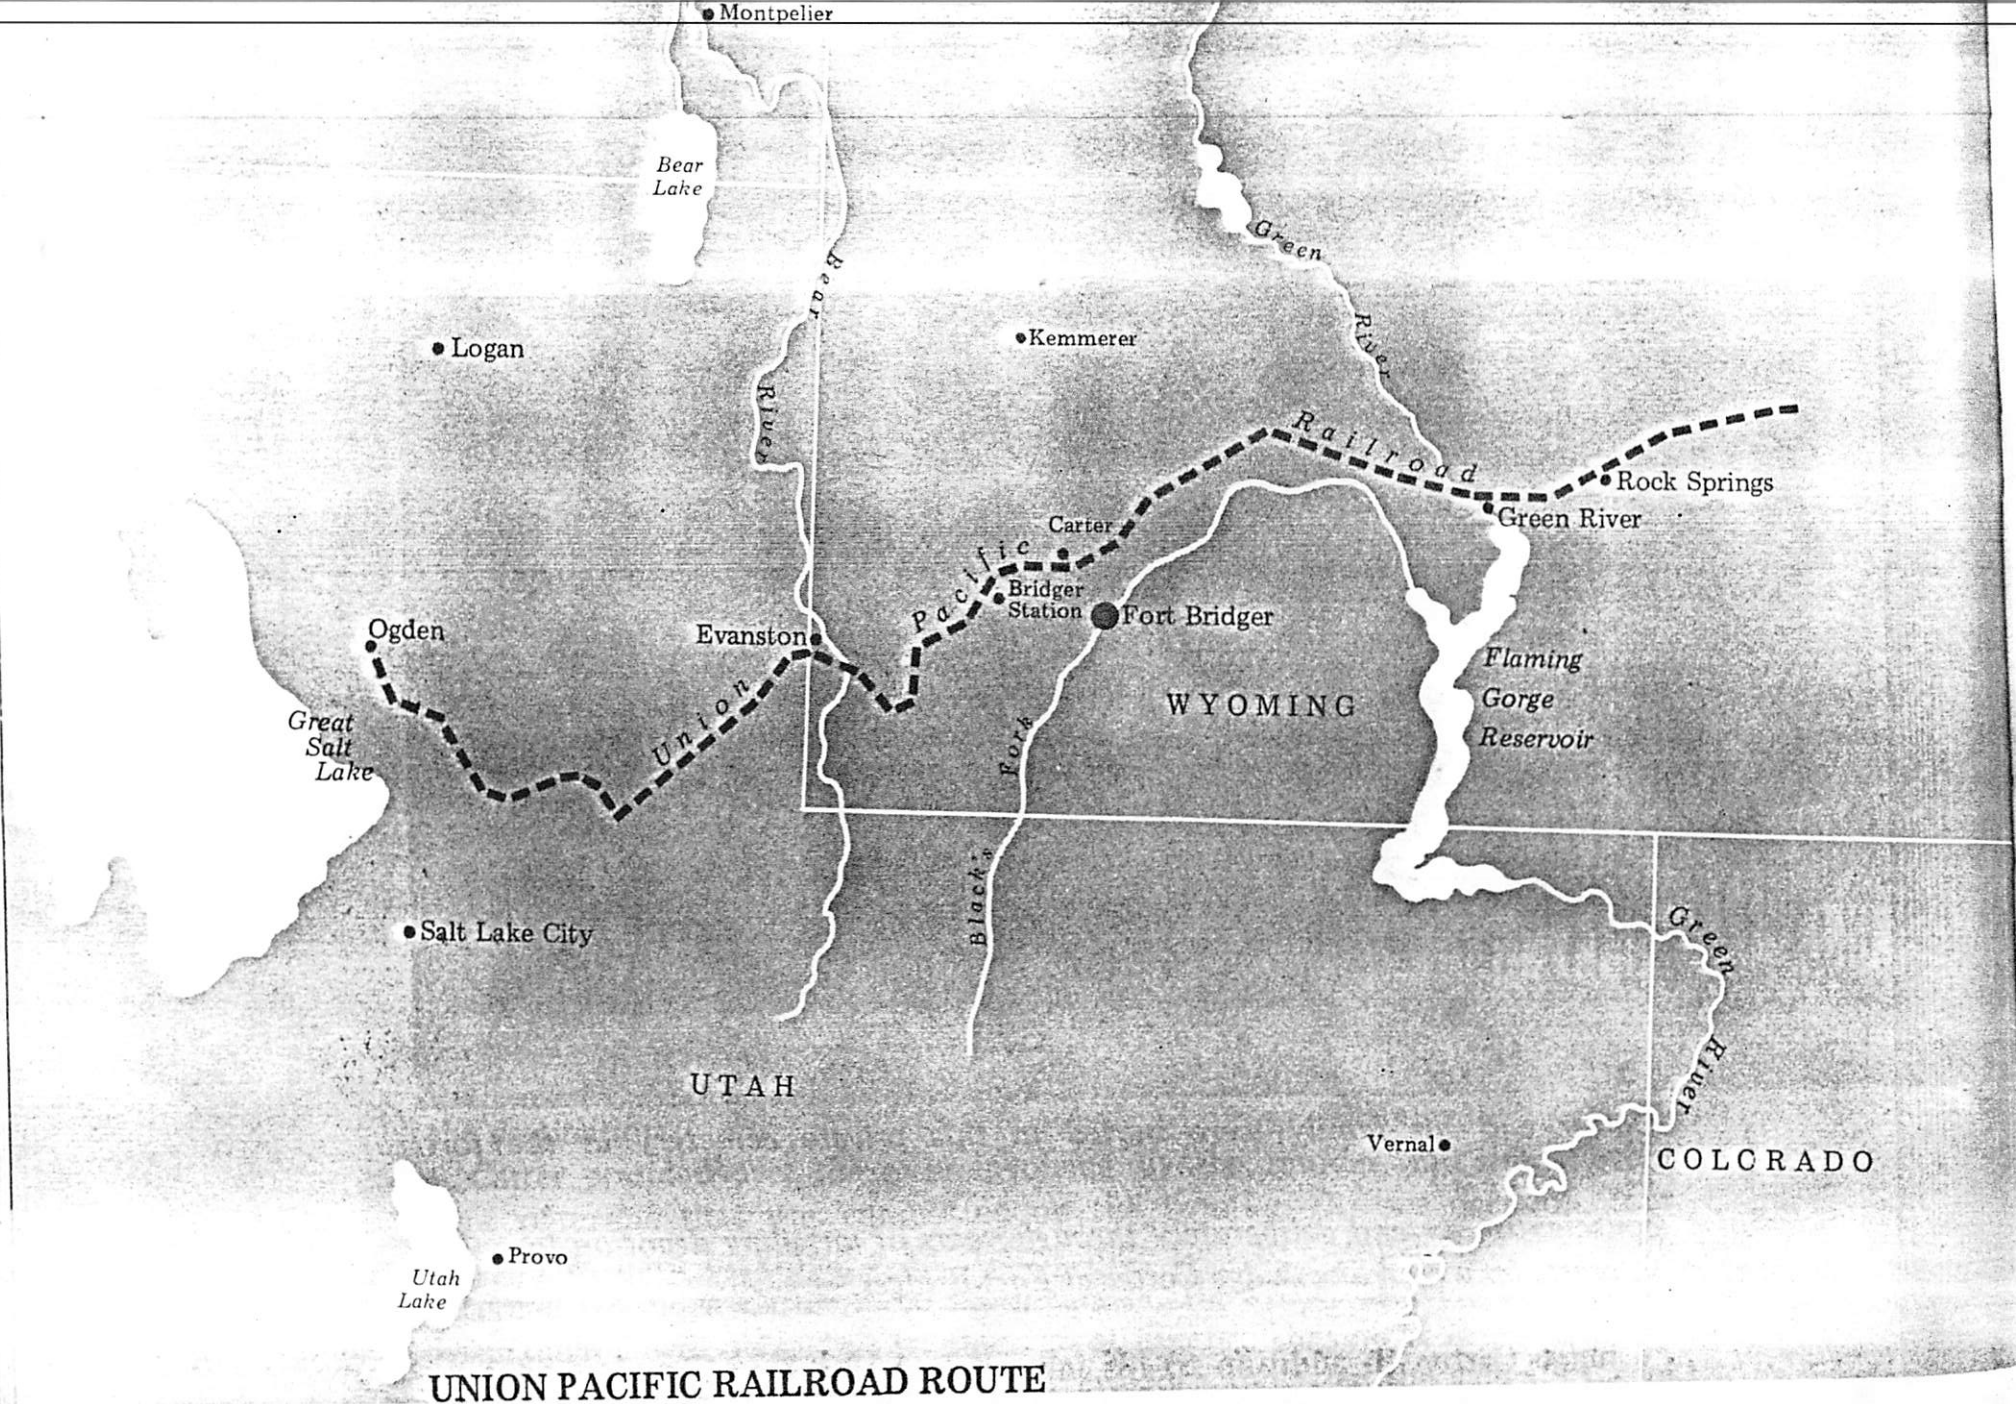 Montpelier
Bear
Lake
Green
River
Bear
River
Logan
Kemmerer
Railroad
Rock Springs
Green River
Carter
Pacific
Bridger
Station
Fort Bridger
Ogden
Evanston
Union
Great
Salt
Lake
WYOMING
Flaming
Gorge
Reservoir
Black's
Fork
Salt Lake City
Green
River
UTAH
Vernal
COLCRADO
Provo
Utah
Lake
UNION PACIFIC RAILROAD ROUTE